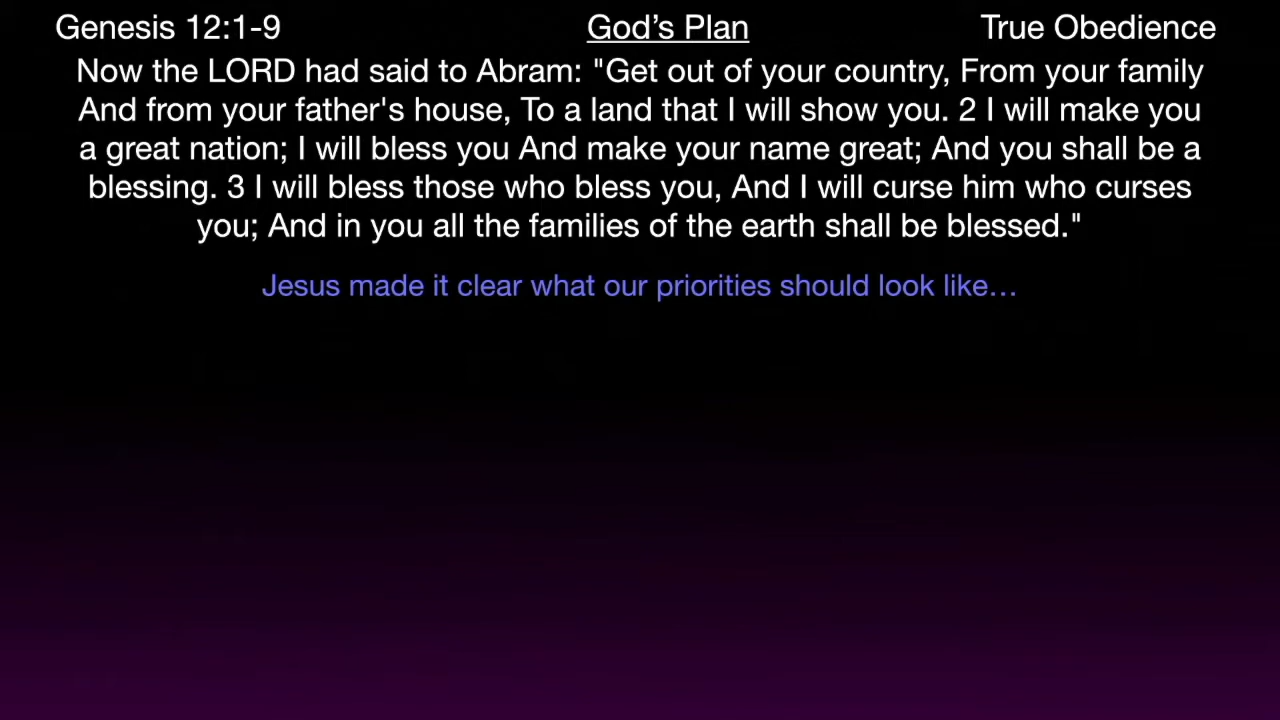 Genesis 12:1-9 God’s Plan True Obedience
Now the LORD had said to Abram: "Get out of your country, From your family
And from your father's house, To a land that I will show you. 2 I will make you
a great nation; I will bless you And make your name great; And you shall be a
blessing. 3 I will bless those who bless you, And I will curse him who curses
you; And in you all the families of the earth shall be blessed."
Jesus made it clear what our priorities should look like…